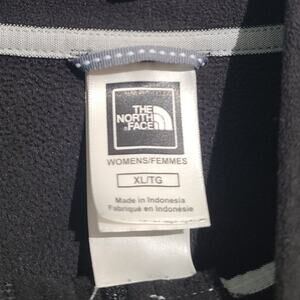 THE
NORTH
FACE
WOMENS/FEMMES
XL/TG
Made in Indonesia
Fabriqué en Indonésie